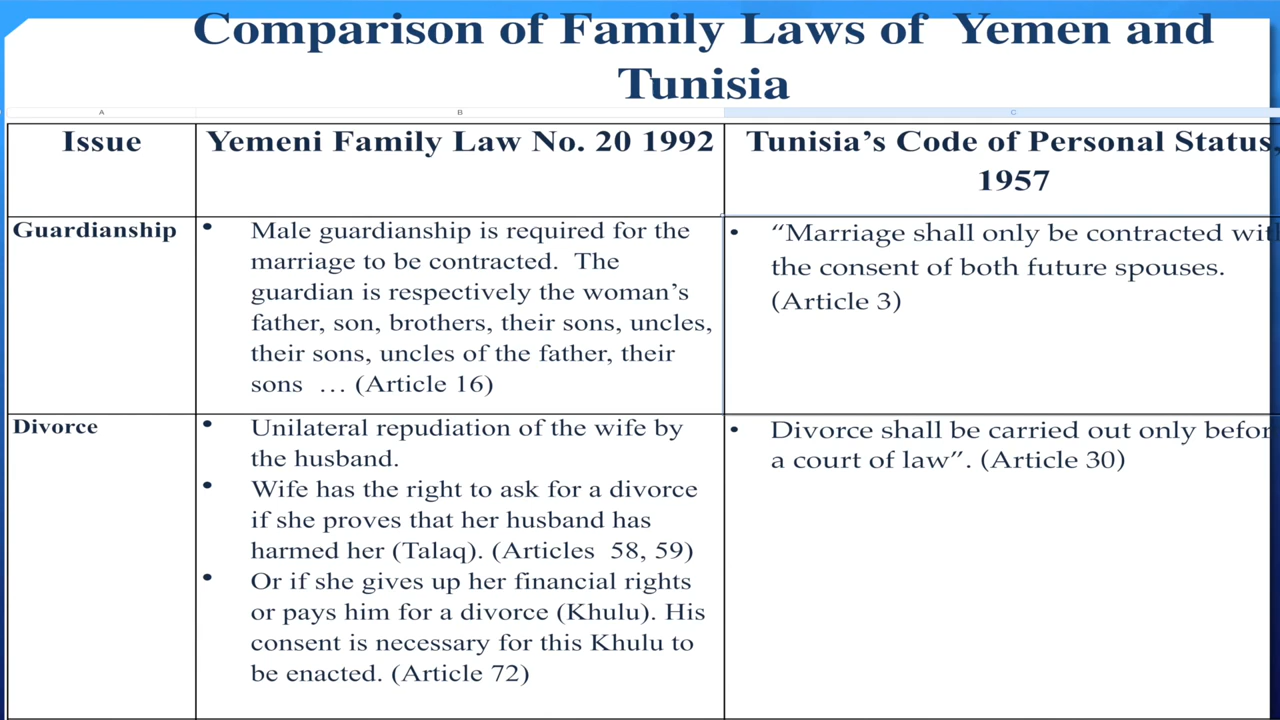 Comparison of Family Laws of Yemen and
Tunisia
A B C
Issue
Yemeni Family Law No. 20 1992
Tunisia’s Code of Personal Status,
1957
Guardianship
• Male guardianship is required for the
marriage to be contracted. The
guardian is respectively the woman’s
father, son, brothers, their sons, uncles,
their sons, uncles of the father, their
sons … (Article 16)
• “Marriage shall only be contracted wit
the consent of both future spouses.
(Article 3)
Divorce
• Unilateral repudiation of the wife by
the husband.
• Wife has the right to ask for a divorce
if she proves that her husband has
harmed her (Talaq). (Articles 58, 59)
• Or if she gives up her financial rights
or pays him for a divorce (Khulu). His
consent is necessary for this Khulu to
be enacted. (Article 72)
• Divorce shall be carried out only befor
a court of law”. (Article 30)